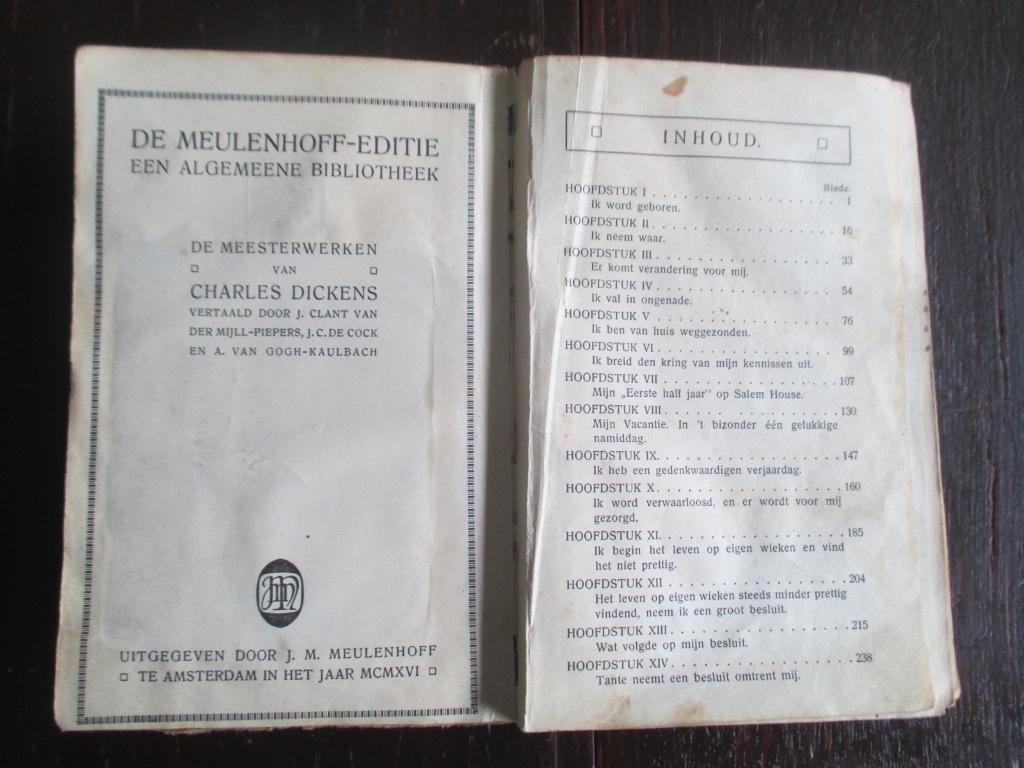 DE MEULENHOFF-EDITIE
EEN ALGEMEENE BIBLIOTHEEK
DE MEESTERWERKEN
VAN
CHARLES DICKENS
VERTAALD DOOR J. CLANT VAN
DER MIJLL-PIEPERS, J. C. DE COCK
EN A. VAN GOGH-KAULBACH
UITGEGEVEN DOOR J. M. MEULENHOFF
TE AMSTERDAM IN HET JAAR MCMXVI
INHOUD.
Bladz.
HOOFDSTUK I . . . . . . . . . . . . . . . . . 1
Ik word geboren.
HOOFDSTUK II . . . . . . . . . . . . . . . . . 16
Ik neem waar.
HOOFDSTUK III . . . . . . . . . . . . . . . . . 33
Er komt verandering voor mij.
HOOFDSTUK IV . . . . . . . . . . . . . . . . . 54
Ik val in ongenade.
HOOFDSTUK V . . . . . . . . . . . . . . . . . 76
Ik ben van huis weggezonden.
HOOFDSTUK VI . . . . . . . . . . . . . . . . . 99
Ik breid den kring van mijn kennissen uit.
HOOFDSTUK VII . . . . . . . . . . . . . . . . . 107
Mijn „Eerste half jaar” op Salem House.
HOOFDSTUK VIII . . . . . . . . . . . . . . . . . 130
Mijn Vacantie. In 't bizonder één gelukkige
namiddag.
HOOFDSTUK IX. . . . . . . . . . . . . . . . . 147
Ik heb een gedenkwaardigen verjaardag.
HOOFDSTUK X. . . . . . . . . . . . . . . . . 160
Ik word verwaarloosd, en er wordt voor mij
gezorgd.
HOOFDSTUK XI. . . . . . . . . . . . . . . . . 185
Ik begin het leven op eigen wieken en vind
het niet prettig.
HOOFDSTUK XII . . . . . . . . . . . . . . . . . 204
Het leven op eigen wieken steeds minder prettig
vindend, neem ik een groot besluit.
HOOFDSTUK XIII . . . . . . . . . . . . . . . . . 215
Wat volgde op mijn besluit.
HOOFDSTUK XIV . . . . . . . . . . . . . . . . . 238
Tante neemt een besluit omtrent mij.